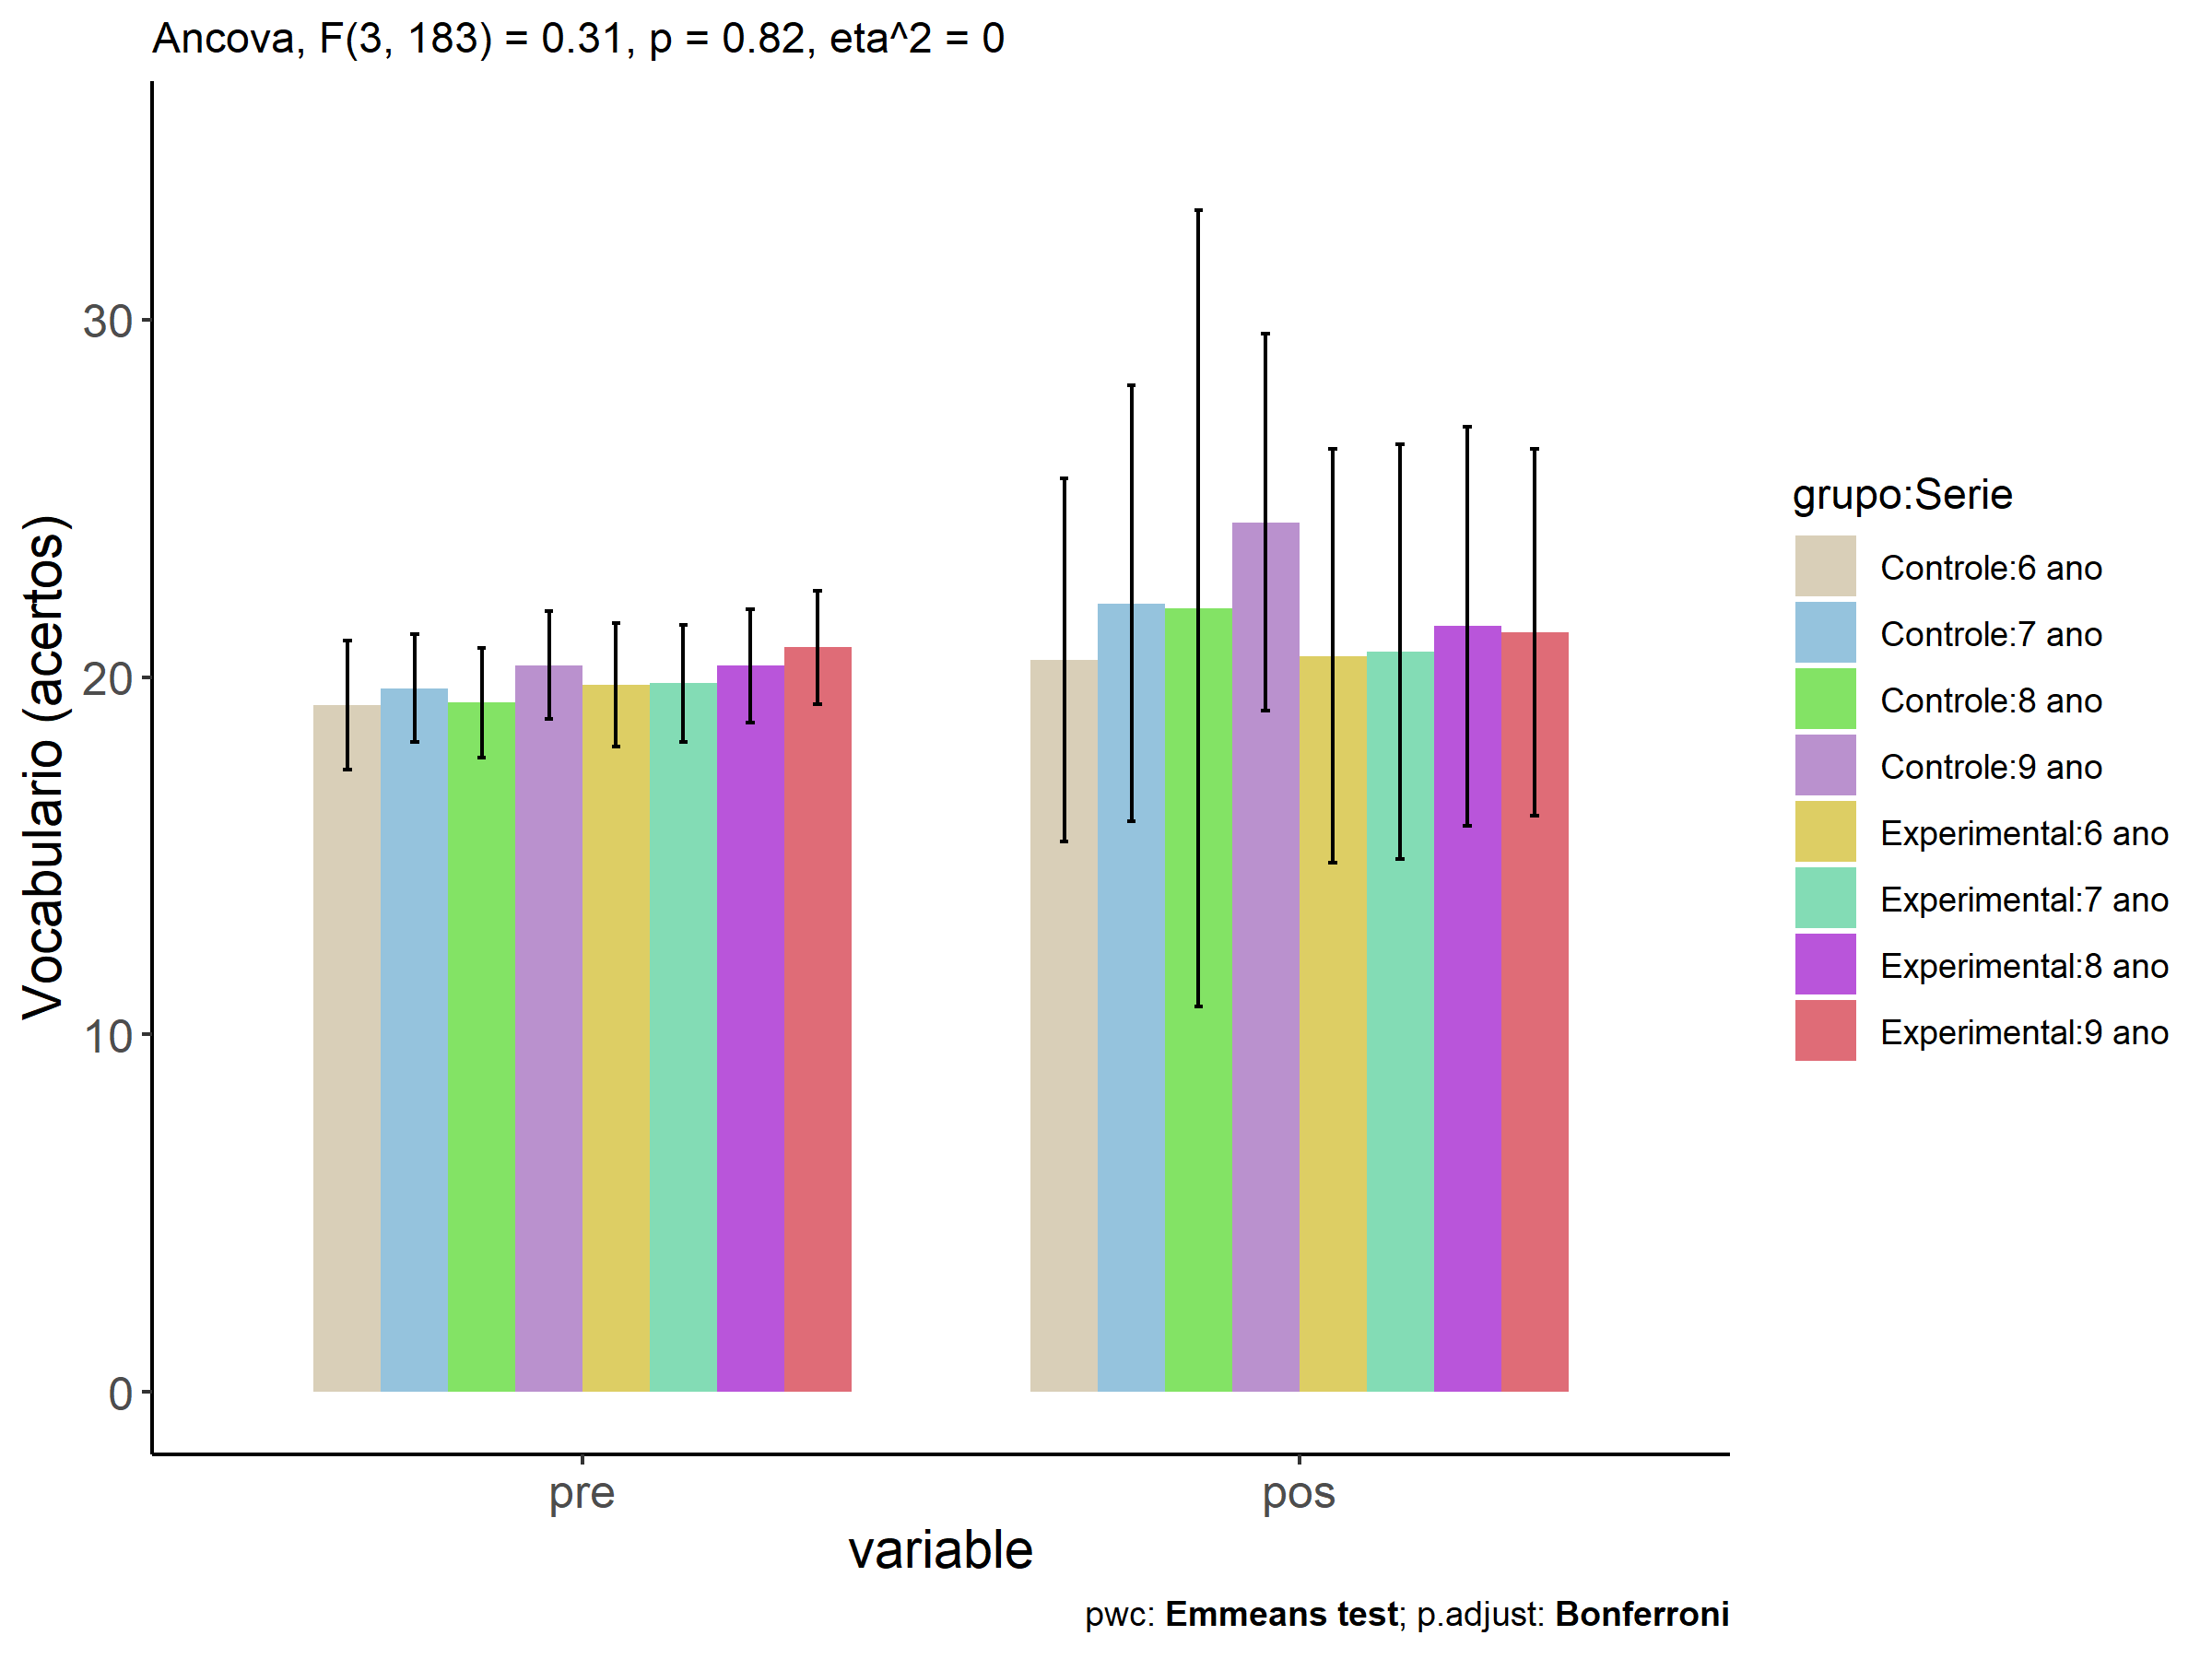 Ancova, F(3, 183) = 0.31, p = 0.82, eta^2 = 0
Vocabulario (acertos)
30
20
10
0
pre
pos
variable
grupo:Serie
Controle:6 ano
Controle:7 ano
Controle:8 ano
Controle:9 ano
Experimental:6 ano
Experimental:7 ano
Experimental:8 ano
Experimental:9 ano
pwc: Emmeans test; p.adjust: Bonferroni